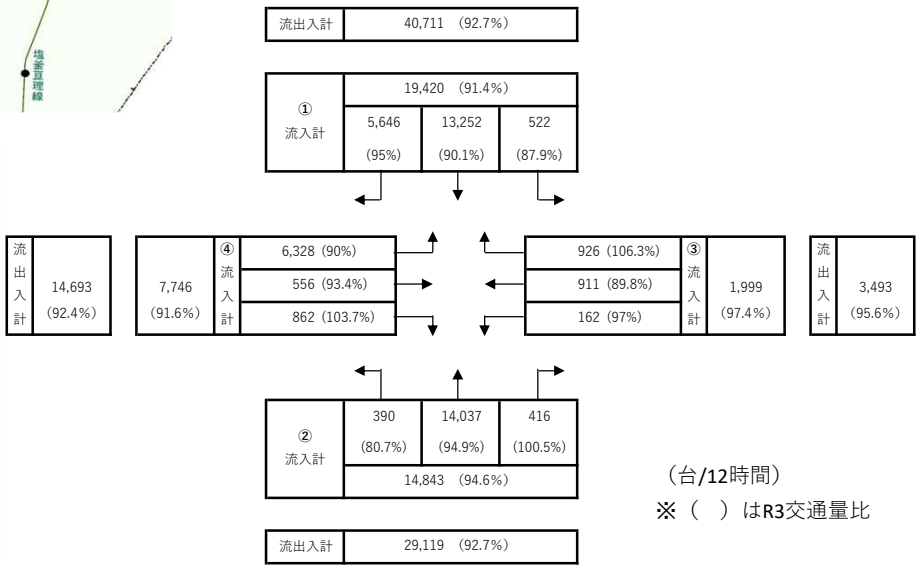 塩釜亘理線
流出入計 40,711 (92.7%)
① 流入計
19,420 (91.4%)
5,646 13,252 522
(95%) (90.1%) (87.9%)
流出入計
14,693
(92.4%)
7,746
(91.6%)
④ 流入計
6,328 (90%)
556 (93.4%)
862 (103.7%)
926 (106.3%)
911 (89.8%)
162 (97%)
③ 流入計
1,999
(97.4%)
流出入計
3,493
(95.6%)
② 流入計
390 14,037 416
(80.7%) (94.9%) (100.5%)
14,843 (94.6%)
流出入計 29,119 (92.7%)
(台/12時間)
※ ( )はR3交通量比